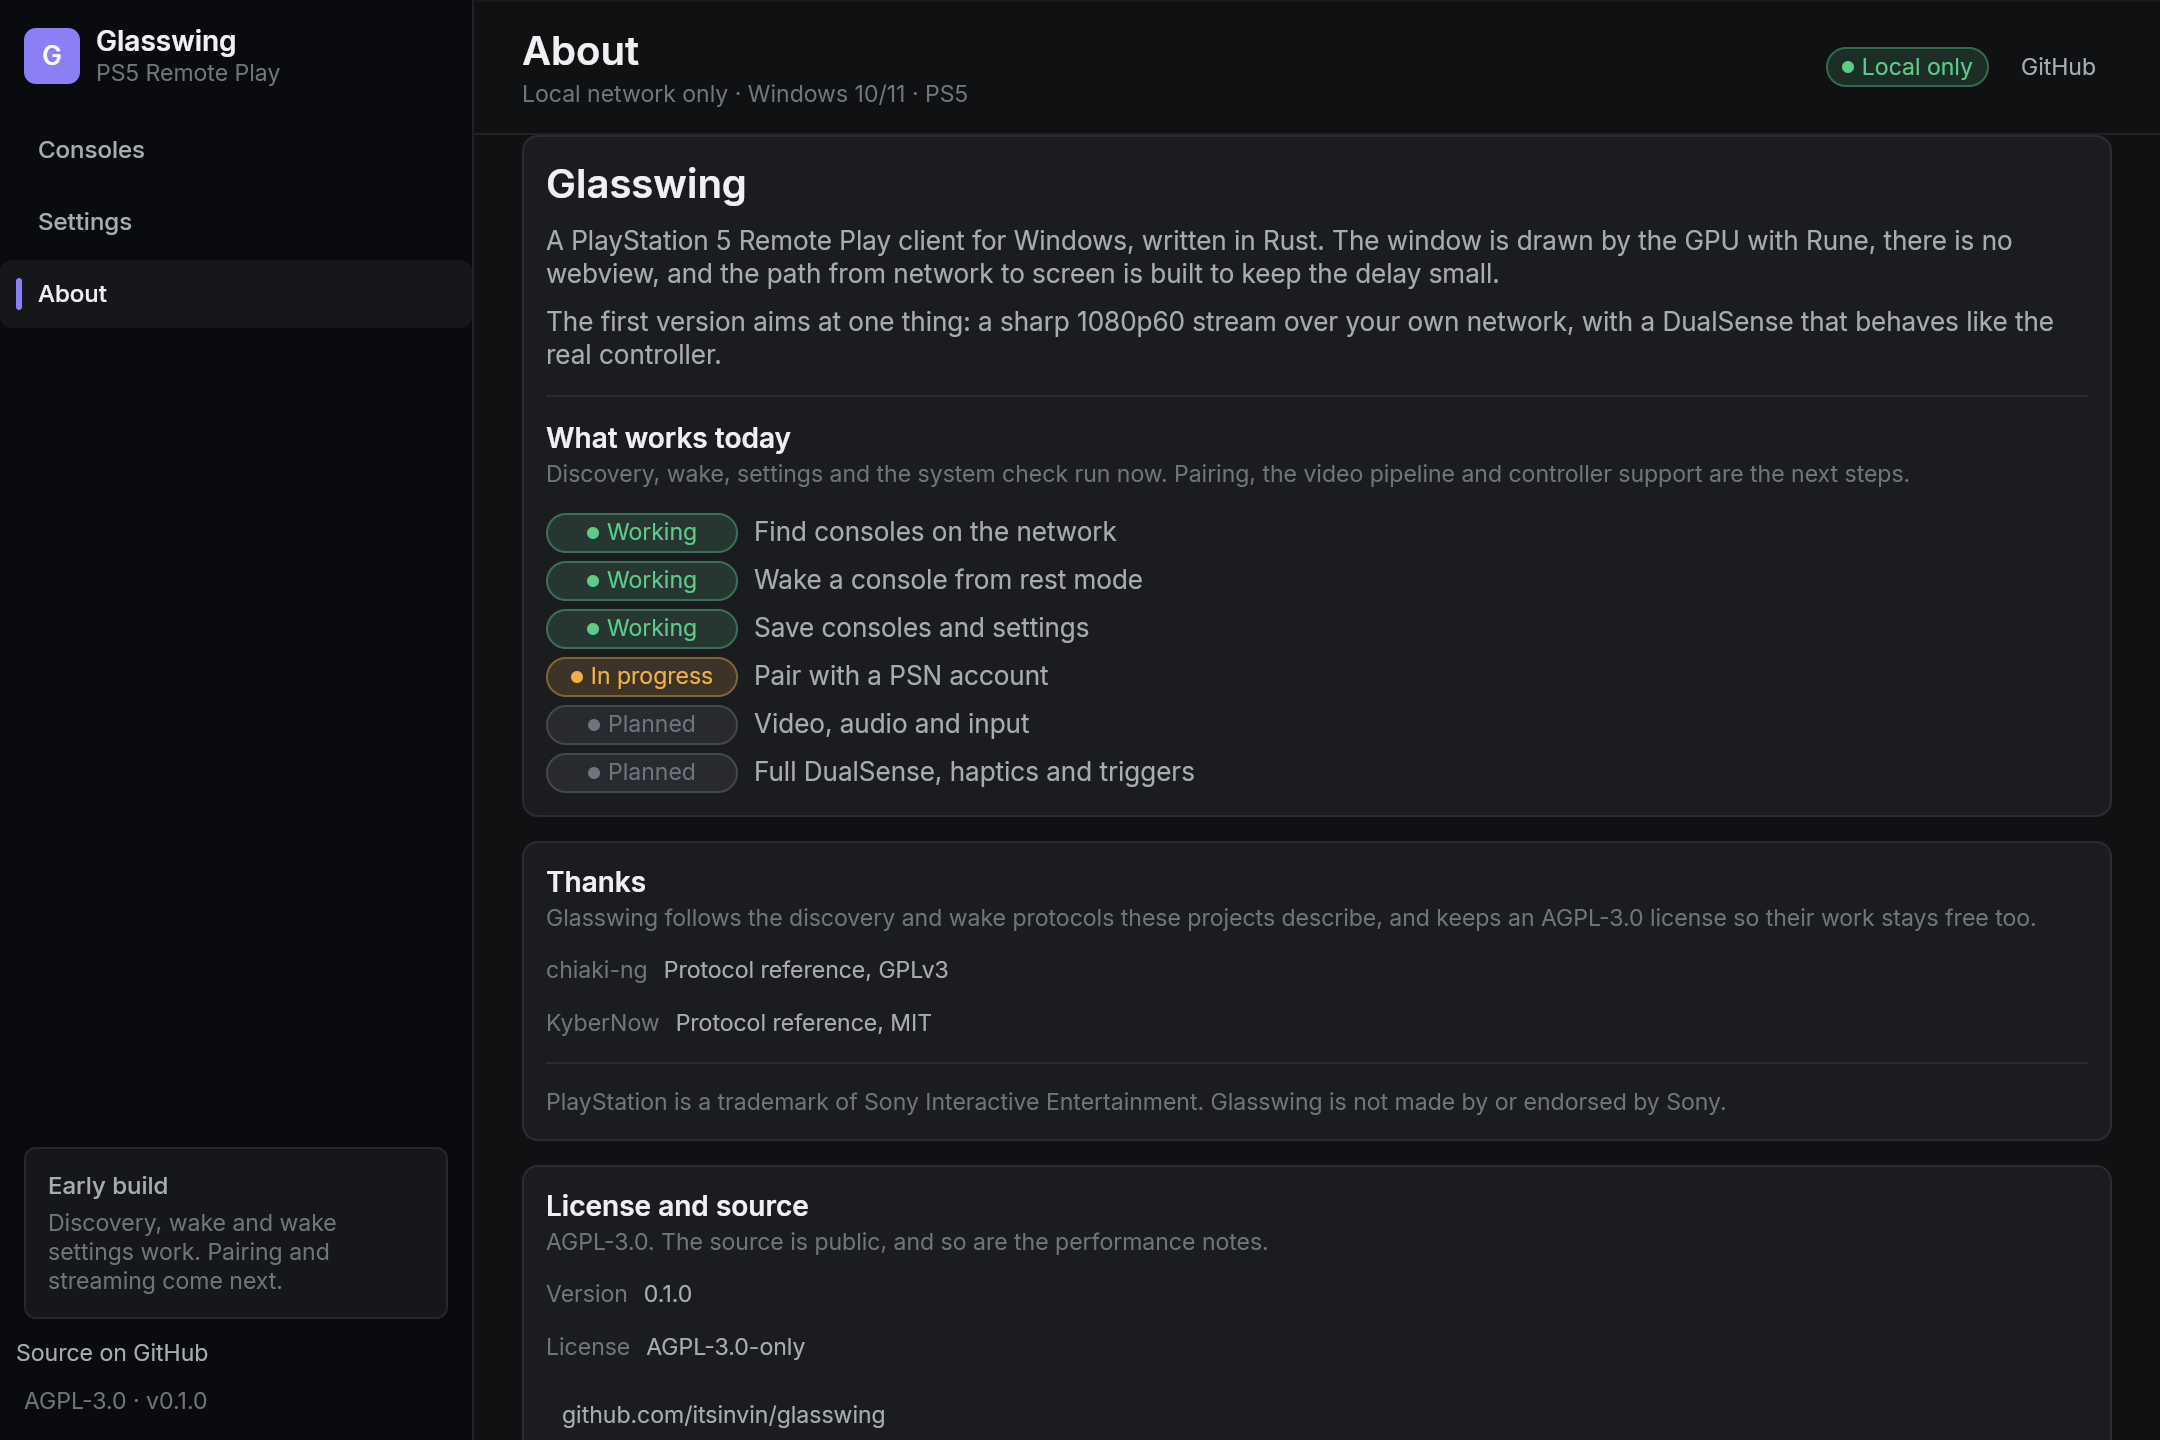 G
Glasswing
PS5 Remote Play
Consoles
Settings
About
Early build
Discovery, wake and wake
settings work. Pairing and
streaming come next.
Source on GitHub
AGPL-3.0 · v0.1.0
About
Local network only · Windows 10/11 · PS5
Local only
GitHub
Glasswing
A PlayStation 5 Remote Play client for Windows, written in Rust. The window is drawn by the GPU with Rune, there is no
webview, and the path from network to screen is built to keep the delay small.
The first version aims at one thing: a sharp 1080p60 stream over your own network, with a DualSense that behaves like the
real controller.
What works today
Discovery, wake, settings and the system check run now. Pairing, the video pipeline and controller support are the next steps.
Working Find consoles on the network
Working Wake a console from rest mode
Working Save consoles and settings
In progress Pair with a PSN account
Planned Video, audio and input
Planned Full DualSense, haptics and triggers
Thanks
Glasswing follows the discovery and wake protocols these projects describe, and keeps an AGPL-3.0 license so their work stays free too.
chiaki-ng Protocol reference, GPLv3
KyberNow Protocol reference, MIT
PlayStation is a trademark of Sony Interactive Entertainment. Glasswing is not made by or endorsed by Sony.
License and source
AGPL-3.0. The source is public, and so are the performance notes.
Version 0.1.0
License AGPL-3.0-only
github.com/itsinvin/glasswing